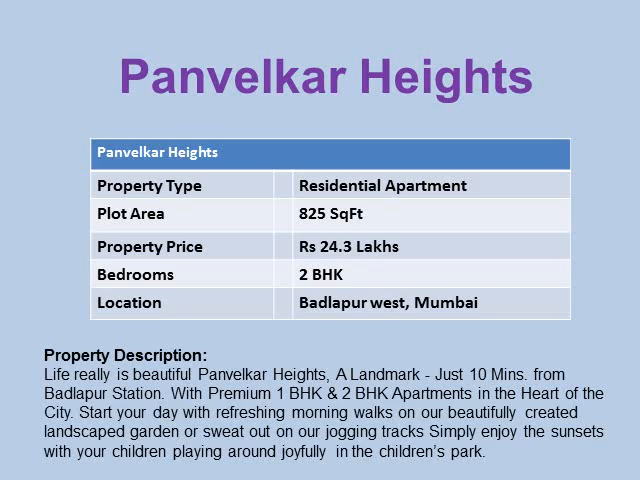 Panvelkar Heights
Panvelkar Heights
Property Type Residential Apartment
Plot Area 825 SqFt
Property Price Rs 24.3 Lakhs
Bedrooms 2 BHK
Location Badlapur west, Mumbai
Property Description:
Life really is beautiful Panvelkar Heights, A Landmark - Just 10 Mins. from
Badlapur Station. With Premium 1 BHK & 2 BHK Apartments in the Heart of the
City. Start your day with refreshing morning walks on our beautifully created
landscaped garden or sweat out on our jogging tracks Simply enjoy the sunsets
with your children playing around joyfully in the children’s park.